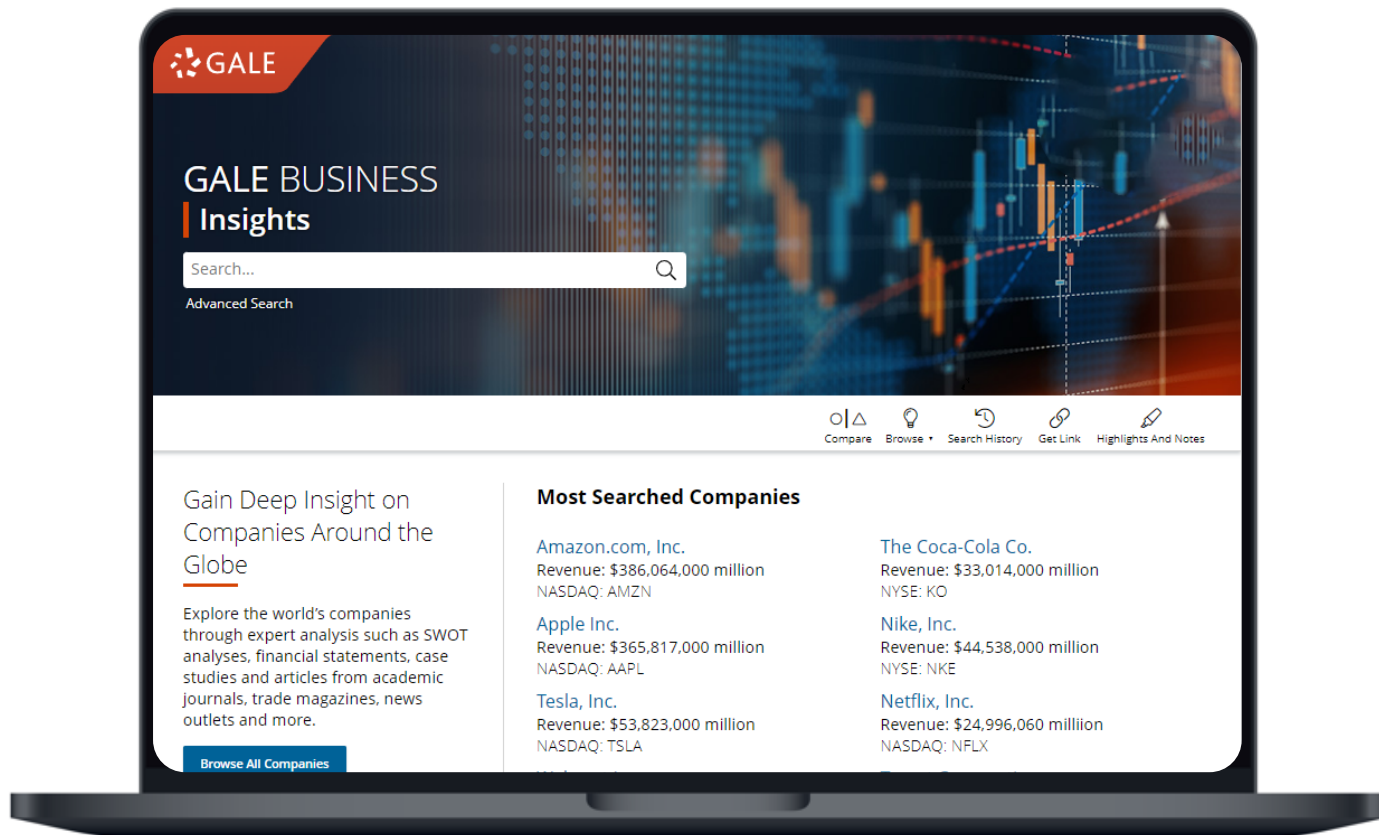 GALE
GALE BUSINESS
Insights
Search...
Advanced Search
Compare
Browse
Search History
Get Link
Highlights And Notes
Gain Deep Insight on
Companies Around the
Globe
Explore the world's companies
through expert analysis such as SWOT
analyses, financial statements, case
studies and articles from academic
journals, trade magazines, news
outlets and more.
Browse All Companies
Most Searched Companies
Amazon.com, Inc.
Revenue: $386,064,000 million
NASDAQ: AMZN
Apple Inc.
Revenue: $365,817,000 million
NASDAQ: AAPL
Tesla, Inc.
Revenue: $53,823,000 million
NASDAQ: TSLA
The Coca-Cola Co.
Revenue: $33,014,000 million
NYSE: KO
Nike, Inc.
Revenue: $44,538,000 million
NYSE: NKE
Netflix, Inc.
Revenue: $24,996,060 milliion
NASDAQ: NFLX